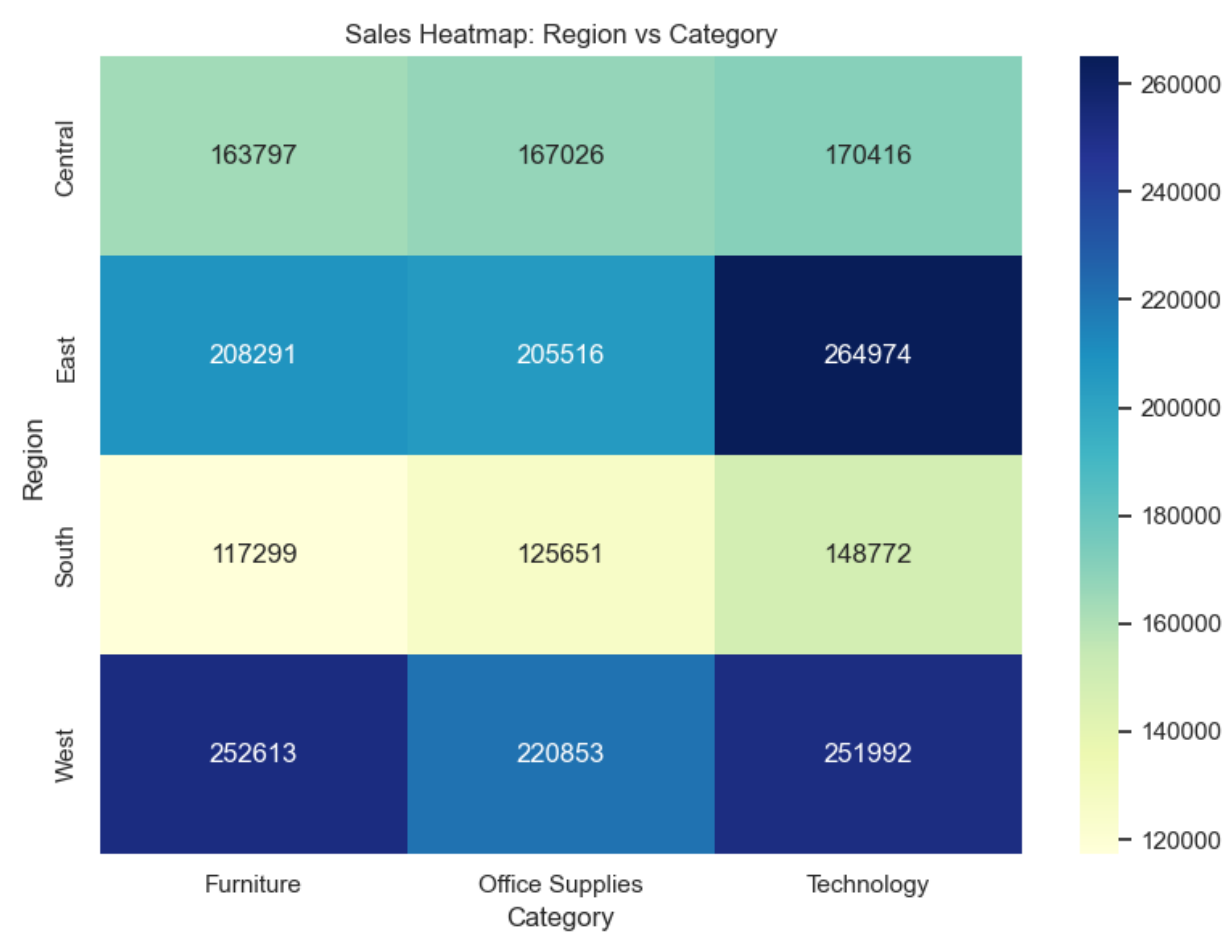 Sales Heatmap: Region vs Category
Region
Central
163797 167026 170416
East
208291 205516 264974
South
117299 125651 148772
West
252613 220853 251992
Furniture Office Supplies Technology
Category
260000
240000
220000
200000
180000
160000
140000
120000